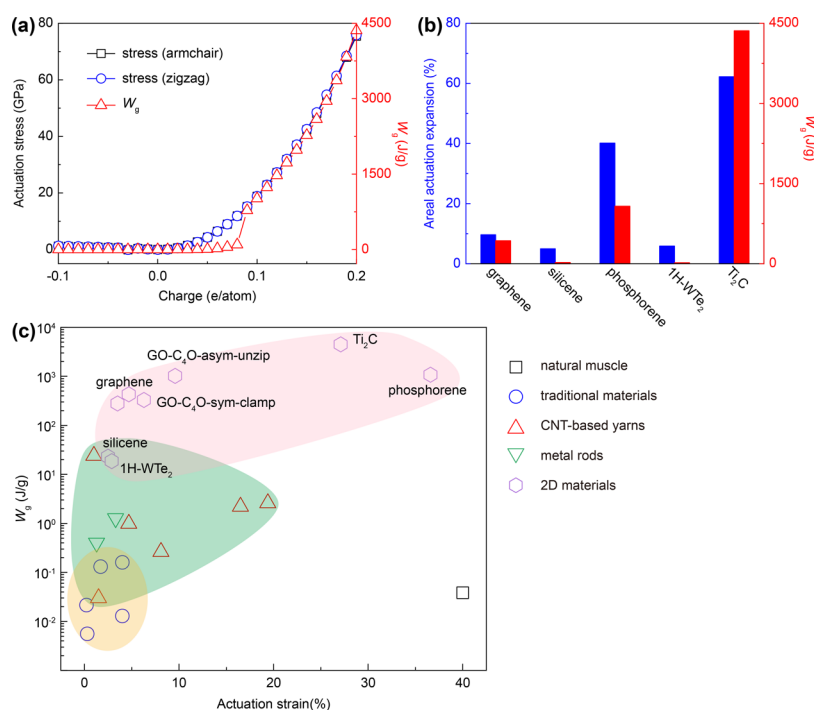 (a)
80
60
40
20
0
Actuation stress (GPa)
stress (armchair)
stress (zigzag)
Wg
4500
3000
1500
0
Wg (J/g)
-0.1 0.0 0.1 0.2
Charge (e/atom)
(b)
80
60
40
20
0
Areal actuation expansion (%)
4500
3000
1500
0
Wg (J/g)
graphene
silicene
phosphorene
1H-WTe2
Ti2C
(c)
10^4
10^3
10^2
10^1
10^0
10^-1
10^-2
Wg (J/g)
GO-C4O-asym-unzip
Ti2C
graphene
GO-C4O-sym-clamp
phosphorene
silicene
1H-WTe2
0 10 20 30 40
Actuation strain(%)
natural muscle
traditional materials
CNT-based yarns
metal rods
2D materials